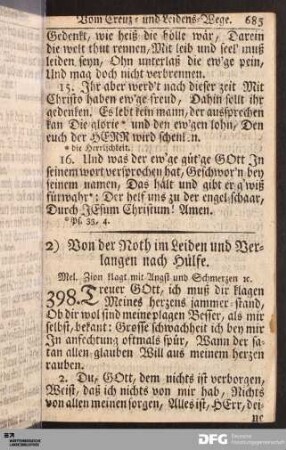 Vom Creuz- und Leidens-Wege. 685
Gedenkt, wie heiß die hölle wär, Darein
die welt thut rennen, Mit leib und seel' muß
leiden seyn, Ohn unterlaß die ew'ge pein,
Und mag doch nicht verbrennen.
15. Ihr aber werd't nach dieser zeit Mit
Christo haben ew'ge freud, Dahin sollt ihr
gedenken. Es lebt kein mann, der aussprechen
kan Die glorie* und den ew'gen lohn, Den
euch der HERR wird schenken.
* die Herrlichkeit.
16. Und was der ew'ge güt'ge GOtt In
seinem wort versprochen hat, Geschwor'n bey
seinem namen, Das hält und gibt er g'wiß
fürwahr*: Der helf uns zu der engel-schaar,
Durch JEsum Christum! Amen.
* Ps. 33, 4.
2) Von der Noth im Leiden und Ver-
langen nach Hülfe.
Mel. Zion klagt mit Angst und Schmerzen ꝛc.
398. Treuer GOtt, ich muß dir klagen
Meines herzens jammer-stand,
Ob dir wol sind meine plagen Besser, als mir
selbst, bekant: Grosse schwachheit ich bey mir
In anfechtung oftmals spür, Wann der sa-
tan allen glauben Will aus meinem herzen
rauben.
2. Du, GOtt, dem nichts ist verborgen,
Weist, daß ich nichts von mir hab, Nichts
von allen meinen sorgen, Alles ist, HErr, dei-
ne
DFG Deutsche
Forschungsgemeinschaft